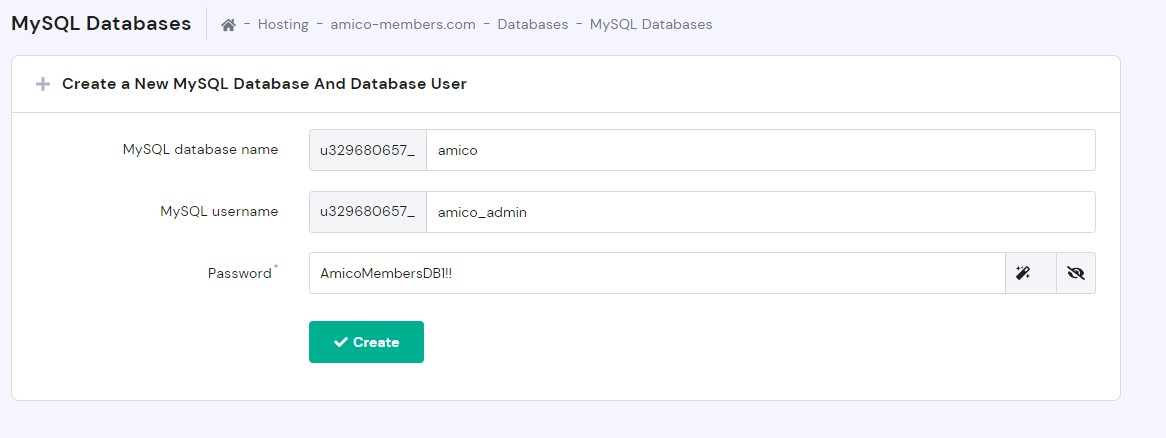 MySQL Databases - Hosting - amico-members.com - Databases - MySQL Databases
Create a New MySQL Database And Database User
MySQL database name u329680657_ amico
MySQL username u329680657_ amico_admin
Password* AmicoMembersDB1!!
Create